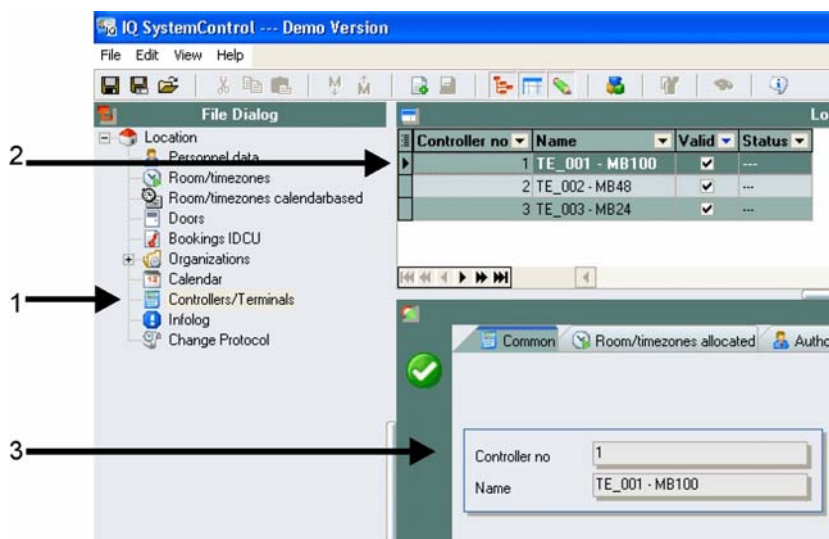 IQ SystemControl --- Demo Version
File Edit View Help
File Dialog
Lo
Location
Personnel data
Room/timezones
Room/timezones calendarbased
Doors
Bookings IDCU
Organizations
Calendar
Controllers/Terminals
Infolog
Change Protocol
Controller no Name Valid Status
1 TE_001 - MB100 ---
2 TE_002 - MB48 ---
3 TE_003 - MB24 ---
Common Room/timezones allocated Autho
Controller no 1
Name TE_001 - MB100
2
1
3